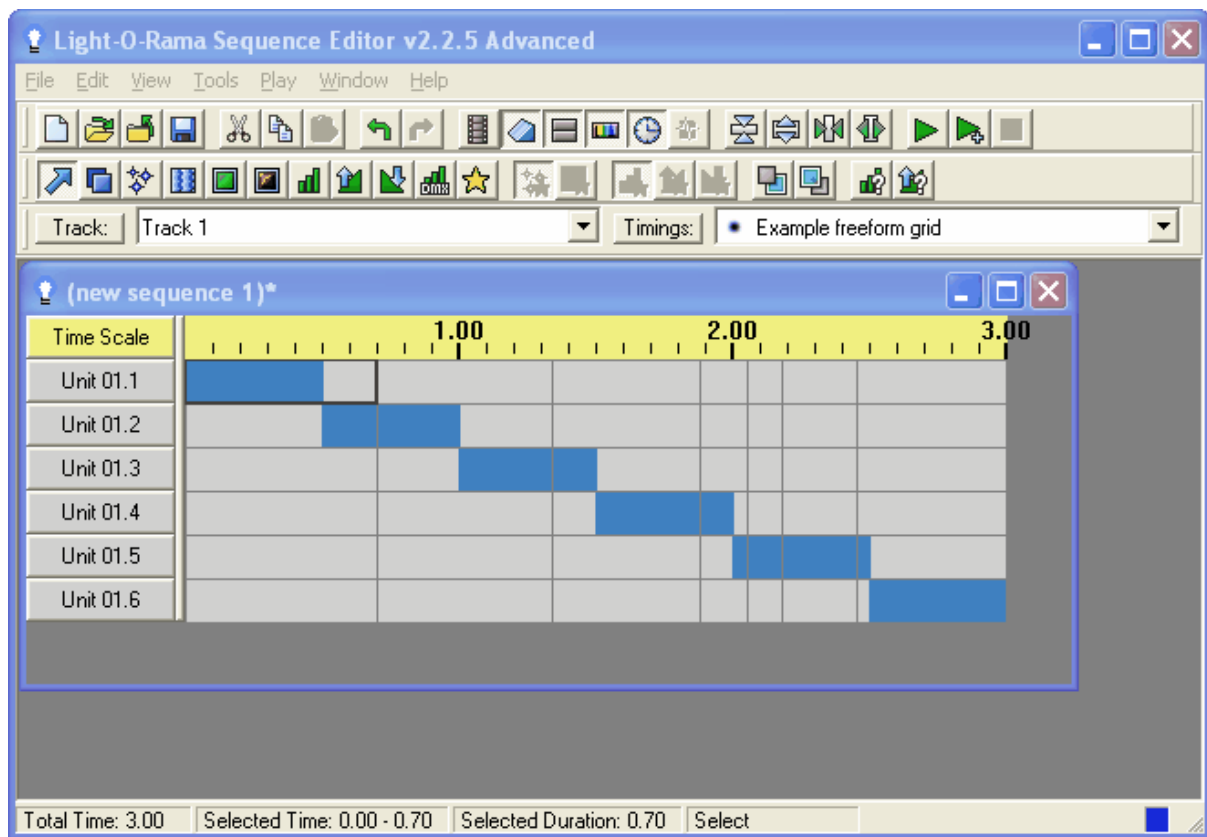 Light-O-Rama Sequence Editor v2.2.5 Advanced
File Edit View Tools Play Window Help
DMX
Track: Track 1 Timings: Example freeform grid
(new sequence 1)*
Time Scale 1.00 2.00 3.00
Unit 01.1
Unit 01.2
Unit 01.3
Unit 01.4
Unit 01.5
Unit 01.6
Total Time: 3.00 Selected Time: 0.00 - 0.70 Selected Duration: 0.70 Select